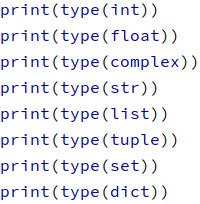 print(type(int))
print(type(float))
print(type(complex))
print(type(str))
print(type(list))
print(type(tuple))
print(type(set))
print(type(dict))